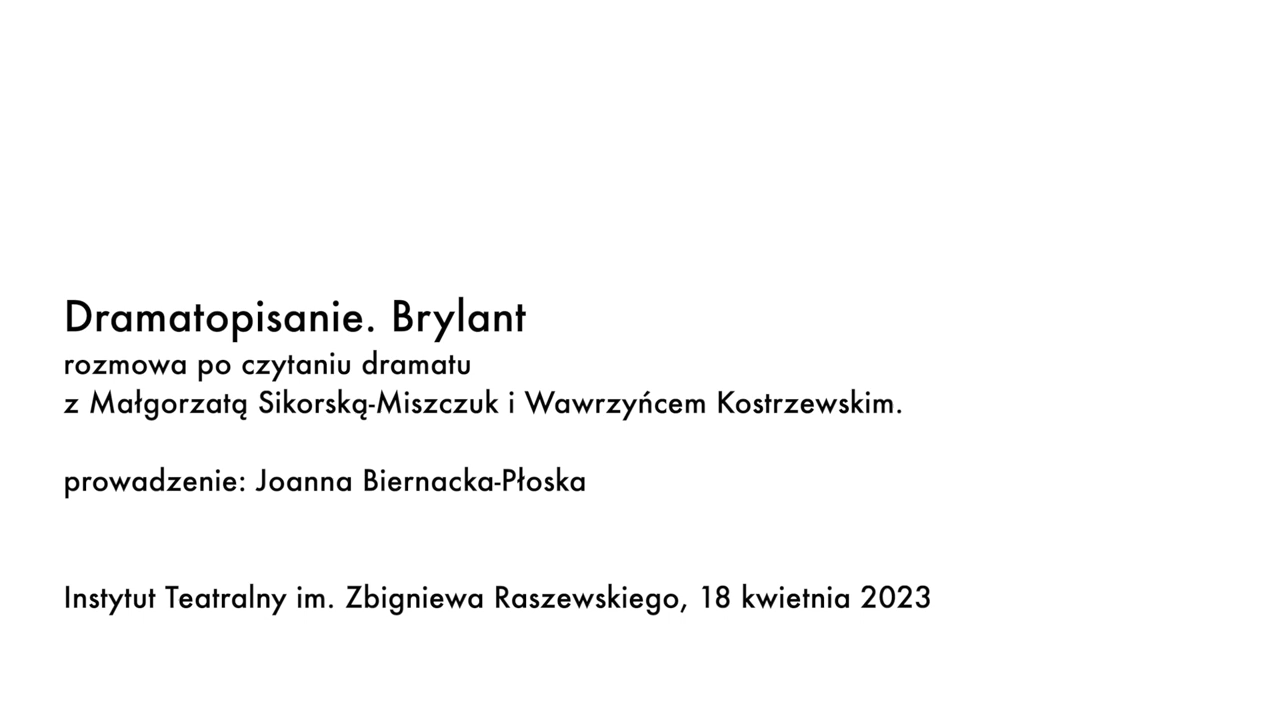 Dramatopisanie. Brylant
rozmowa po czytaniu dramatu
z Małgorzatą Sikorską-Miszczuk i Wawrzyńcem Kostrzewskim.
prowadzenie: Joanna Biernacka-Płoska
Instytut Teatralny im. Zbigniewa Raszewskiego, 18 kwietnia 2023